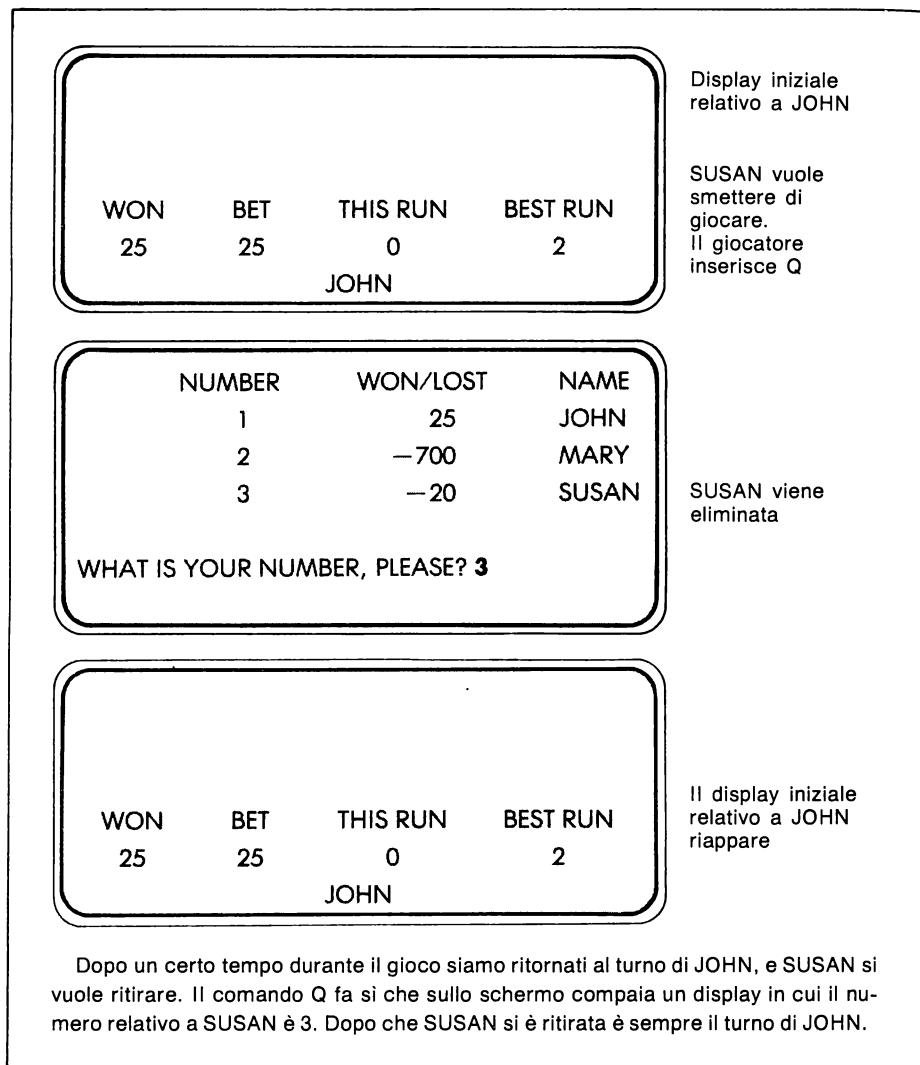 Display iniziale
relativo a JOHN
SUSAN vuole
smettere di
giocare.
Il giocatore
inserisce Q
WON BET THIS RUN BEST RUN
25 25 0 2
JOHN
NUMBER WON/LOST NAME
1 25 JOHN
2 −700 MARY
3 −20 SUSAN
SUSAN viene
eliminata
WHAT IS YOUR NUMBER, PLEASE? 3
Il display iniziale
relativo a JOHN
riappare
WON BET THIS RUN BEST RUN
25 25 0 2
JOHN
Dopo un certo tempo durante il gioco siamo ritornati al turno di JOHN, e SUSAN si
vuole ritirare. Il comando Q fa sì che sullo schermo compaia un display in cui il nu-
mero relativo a SUSAN è 3. Dopo che SUSAN si è ritirata è sempre il turno di JOHN.